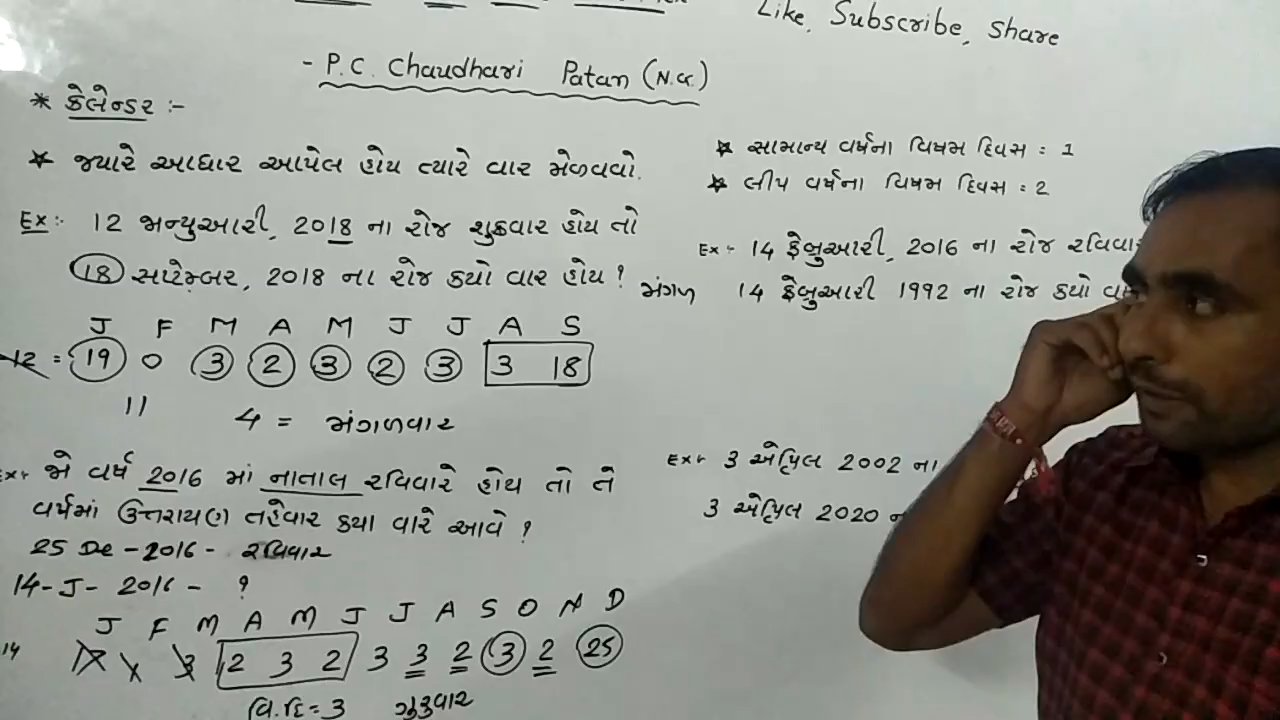 Like, Subscribe, Share
- P.C. Chaudhari Patan (N.G.)
* કેલેન્ડર :-
* જ્યારે આધાર આપેલ હોય ત્યારે વાર મેળવવો.
Ex:- 12 જાન્યુઆરી, 2018 ના રોજ શુક્રવાર હોય તો
18 સપ્ટેમ્બર, 2018 ના રોજ કયો વાર હોય ? મંગળ
J F M A M J J A S
12 = 19 0 3 2 3 2 3 3 18
11
4 = મંગળવાર
Ex:- જો વર્ષ 2016 માં નાતાલ રવિવારે હોય તો તે
વર્ષમાં ઉત્તરાયણ તહેવાર કયા વારે આવે ?
25 De - 2016 - રવિવાર
14 - J - 2016 - ?
J F M A M J J A S O N D
14 17 1 3 2 3 2 3 3 2 3 2 25
વિ.દિ = 3 ગુરુવાર
* સામાન્ય વર્ષના વિષમ દિવસ : 1
* લીપ વર્ષના વિષમ દિવસ : 2
Ex:- 14 ફેબ્રુઆરી, 2016 ના રોજ રવિવાર
14 ફેબ્રુઆરી 1992 ના રોજ કયો
Ex:- 3 એપ્રિલ 2002 ના
3 એપ્રિલ 2020